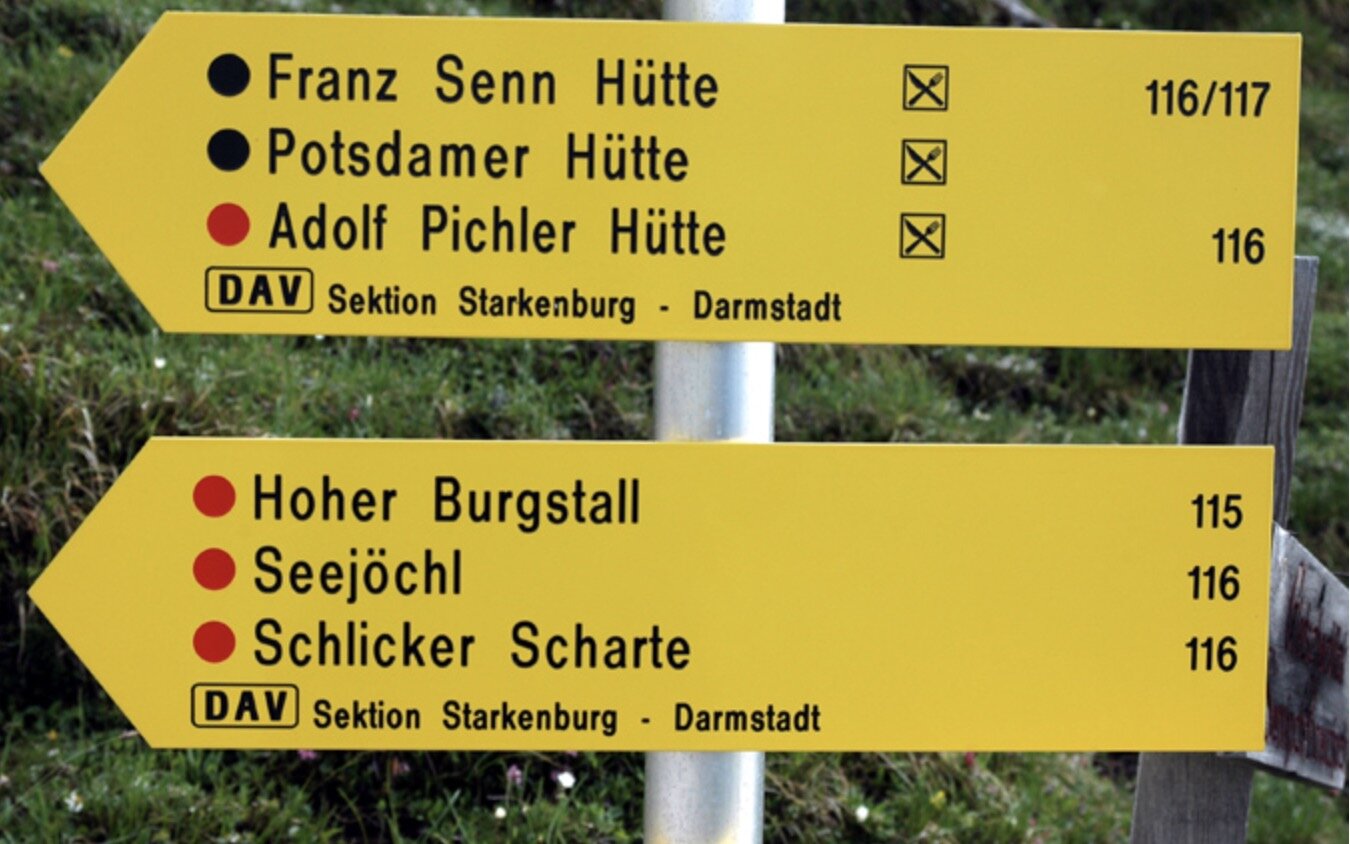 Franz Senn Hütte 116/117
Potsdamer Hütte
Adolf Pichler Hütte 116
DAV Sektion Starkenburg - Darmstadt
Hoher Burgstall 115
Seejöchl 116
Schlicker Scharte 116
DAV Sektion Starkenburg - Darmstadt